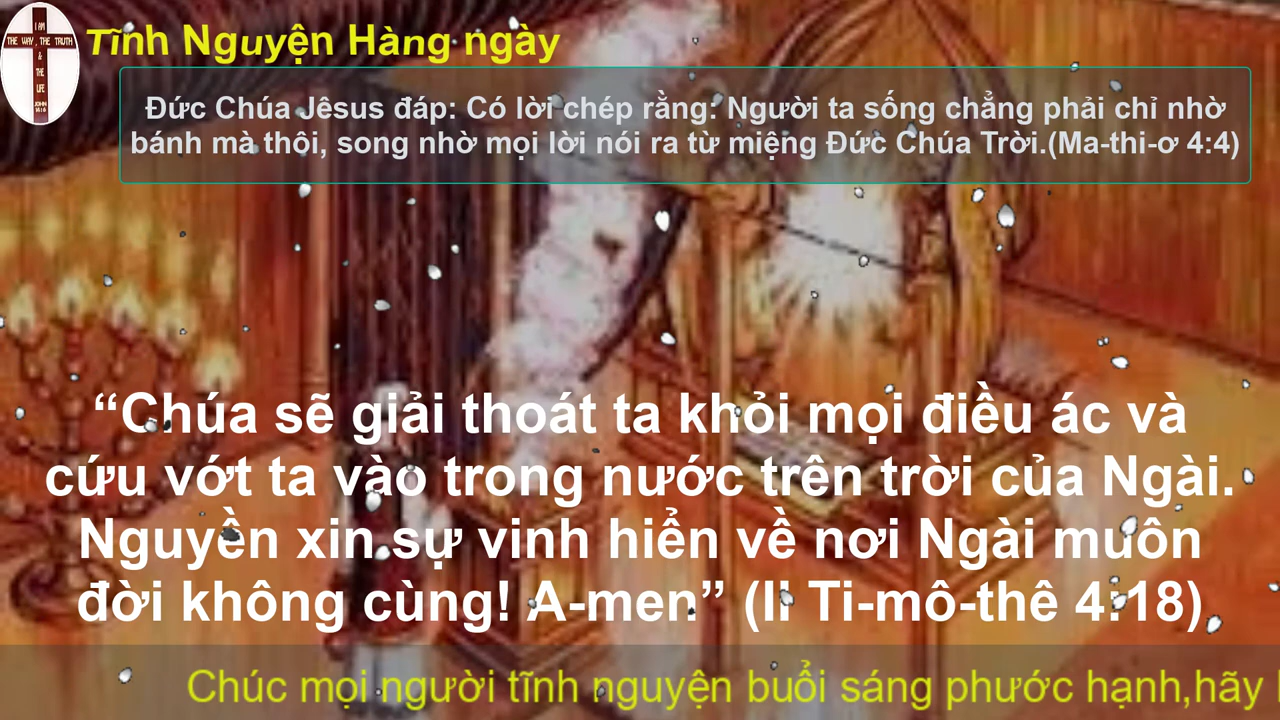 I AM
THE WAY, THE TRUTH
&
THE
LIFE
JOHN
14:6
Tĩnh Nguyện Hàng ngày
Đức Chúa Jêsus đáp: Có lời chép rằng: Người ta sống chẳng phải chỉ nhờ
bánh mà thôi, song nhờ mọi lời nói ra từ miệng Đức Chúa Trời.(Ma-thi-ơ 4:4)
“Chúa sẽ giải thoát ta khỏi mọi điều ác và
cứu vớt ta vào trong nước trên trời của Ngài.
Nguyền xin sự vinh hiển về nơi Ngài muôn
đời không cùng! A-men” (Ii Ti-mô-thê 4:18)
Chúc mọi người tĩnh nguyện buổi sáng phước hạnh,hãy